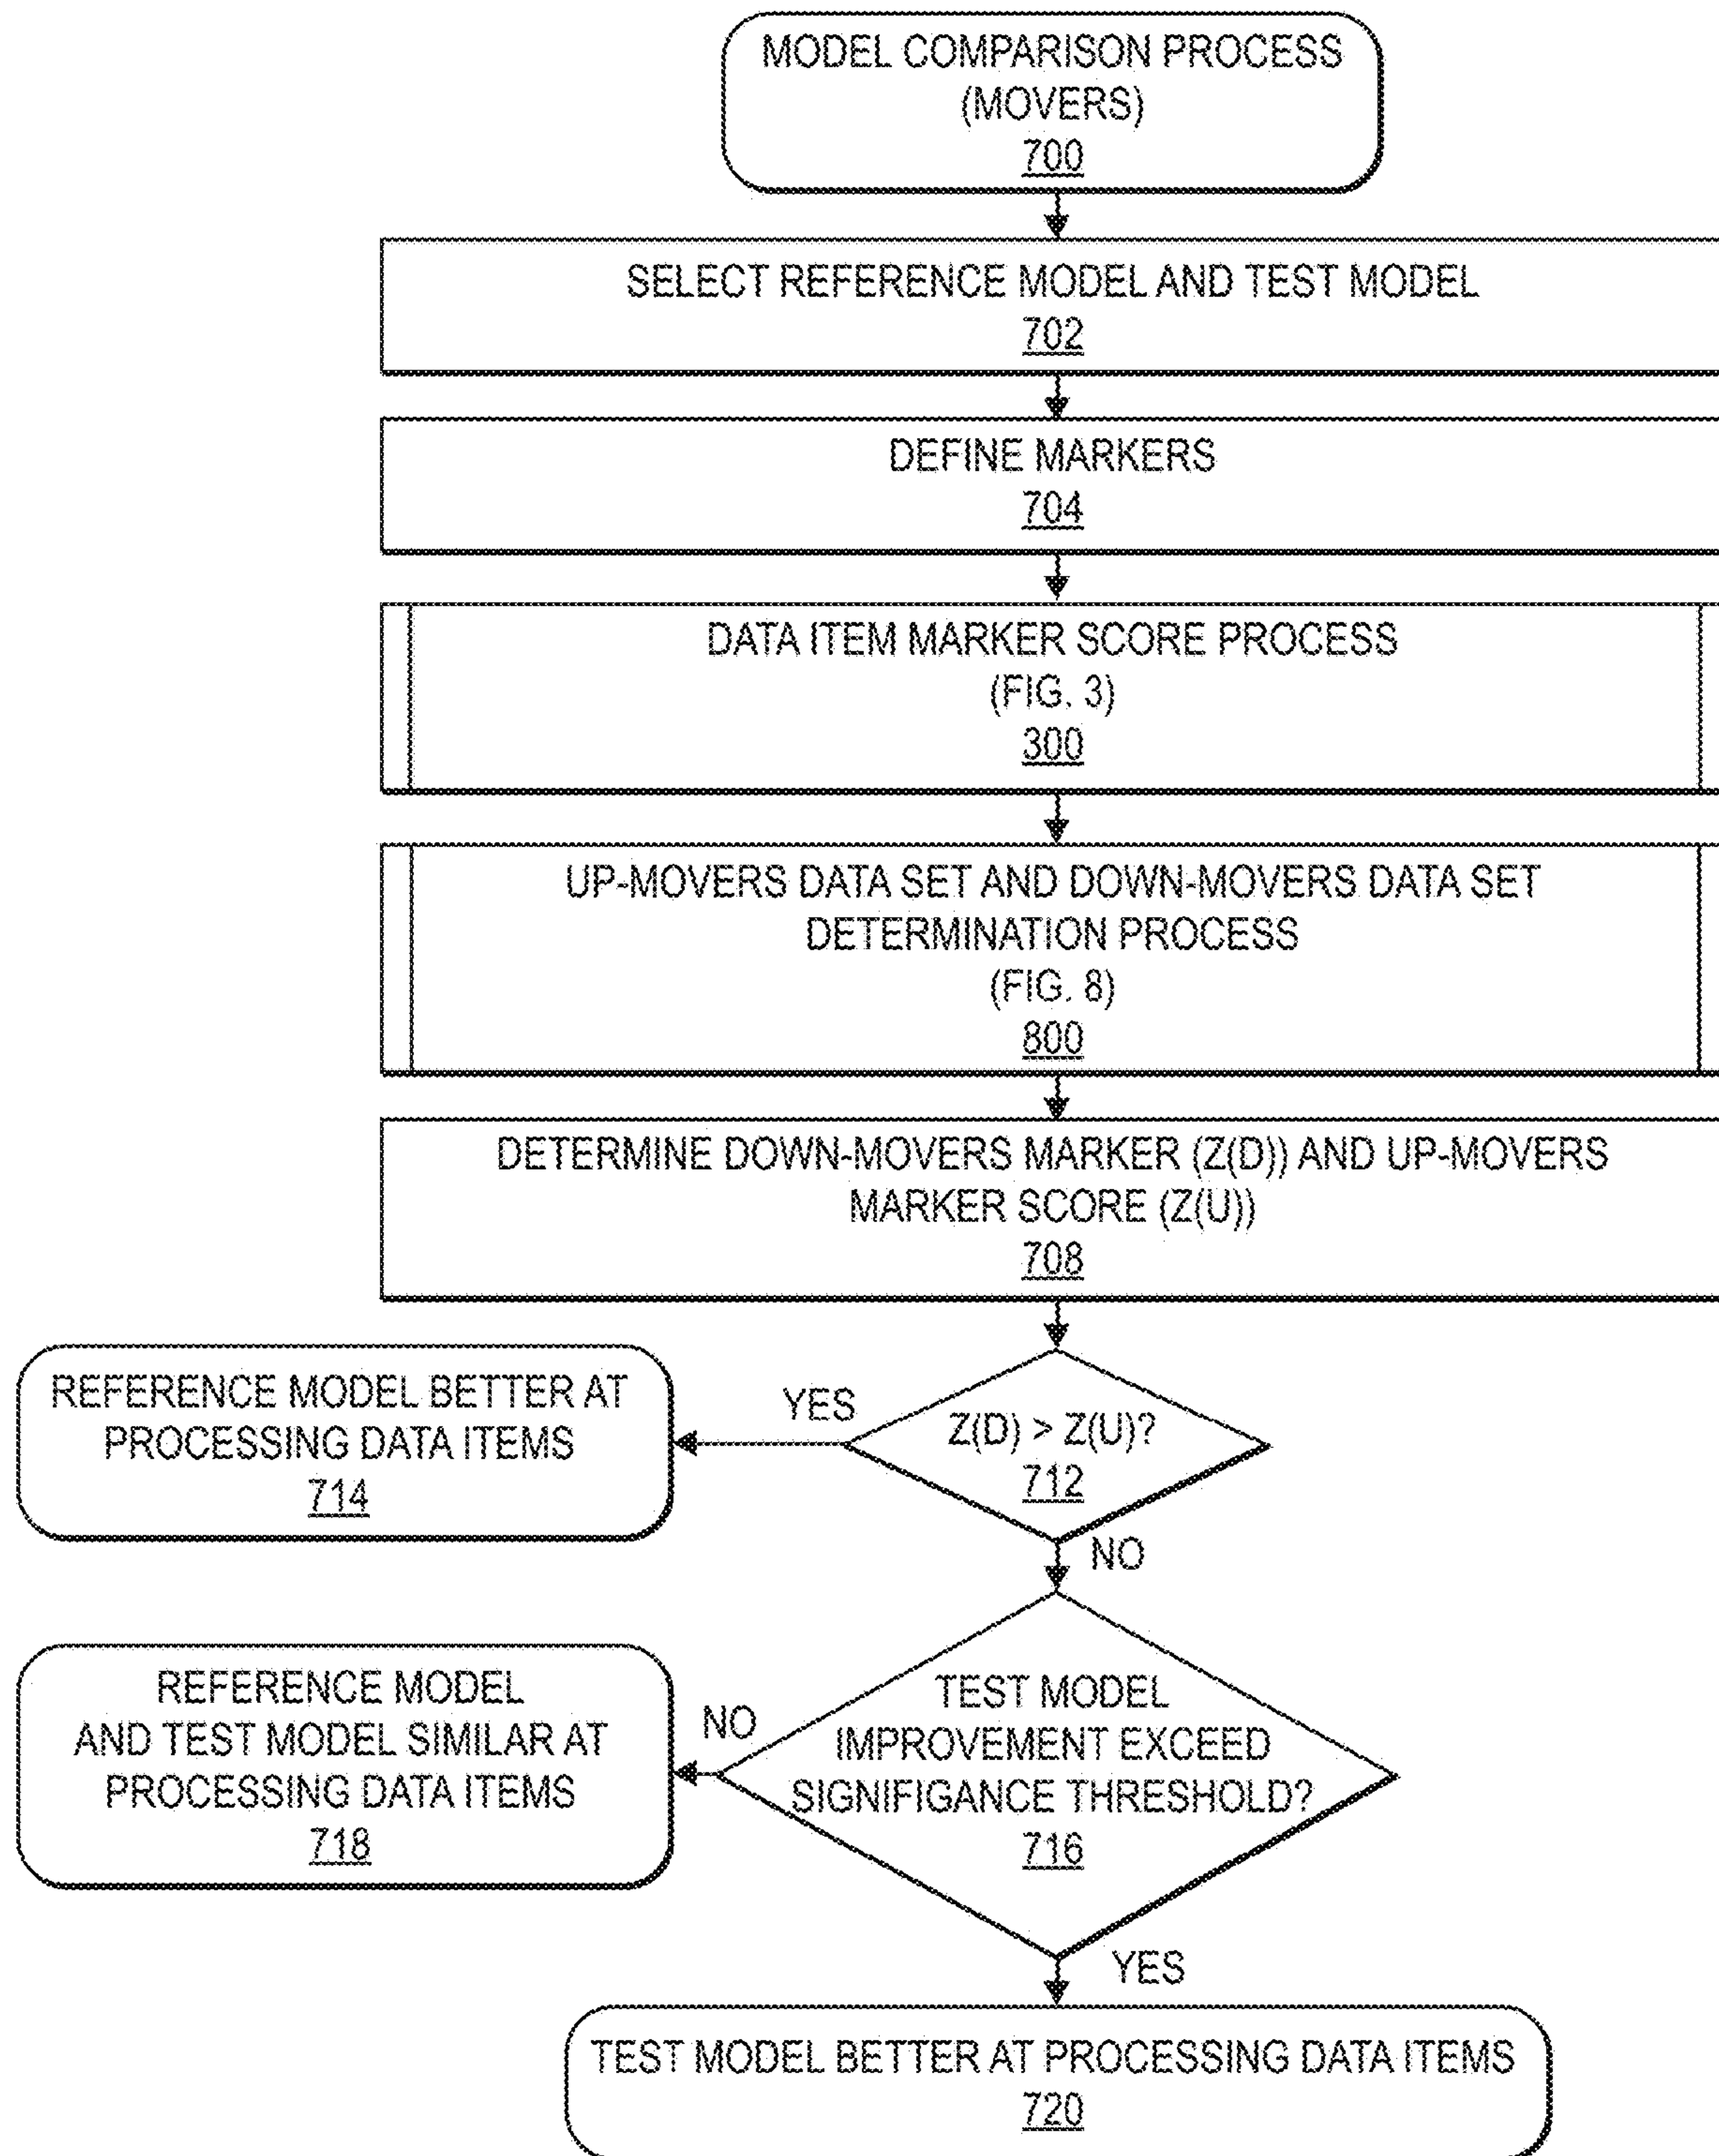 MODEL COMPARISON PROCESS
(MOVERS)
700
SELECT REFERENCE MODEL AND TEST MODEL
702
DEFINE MARKERS
704
DATA ITEM MARKER SCORE PROCESS
(FIG. 3)
300
UP-MOVERS DATA SET AND DOWN-MOVERS DATA SET
DETERMINATION PROCESS
(FIG. 8)
800
DETERMINE DOWN-MOVERS MARKER (Z(D)) AND UP-MOVERS
MARKER SCORE (Z(U))
708
REFERENCE MODEL BETTER AT
PROCESSING DATA ITEMS
714
YES
Z(D) > Z(U)?
712
NO
REFERENCE MODEL
AND TEST MODEL SIMILAR AT
PROCESSING DATA ITEMS
718
NO
TEST MODEL
IMPROVEMENT EXCEED
SIGNIFIGANCE THRESHOLD?
716
YES
TEST MODEL BETTER AT PROCESSING DATA ITEMS
720